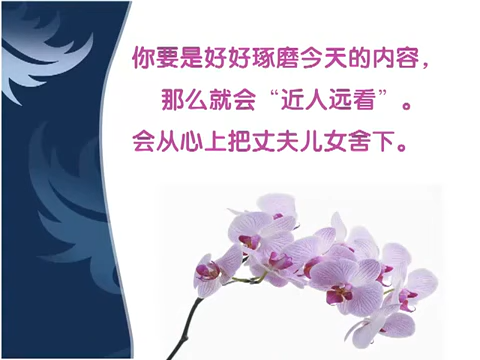 你要是好好琢磨今天的内容，
那么就会“近人远看”。
会从心上把丈夫儿女舍下。